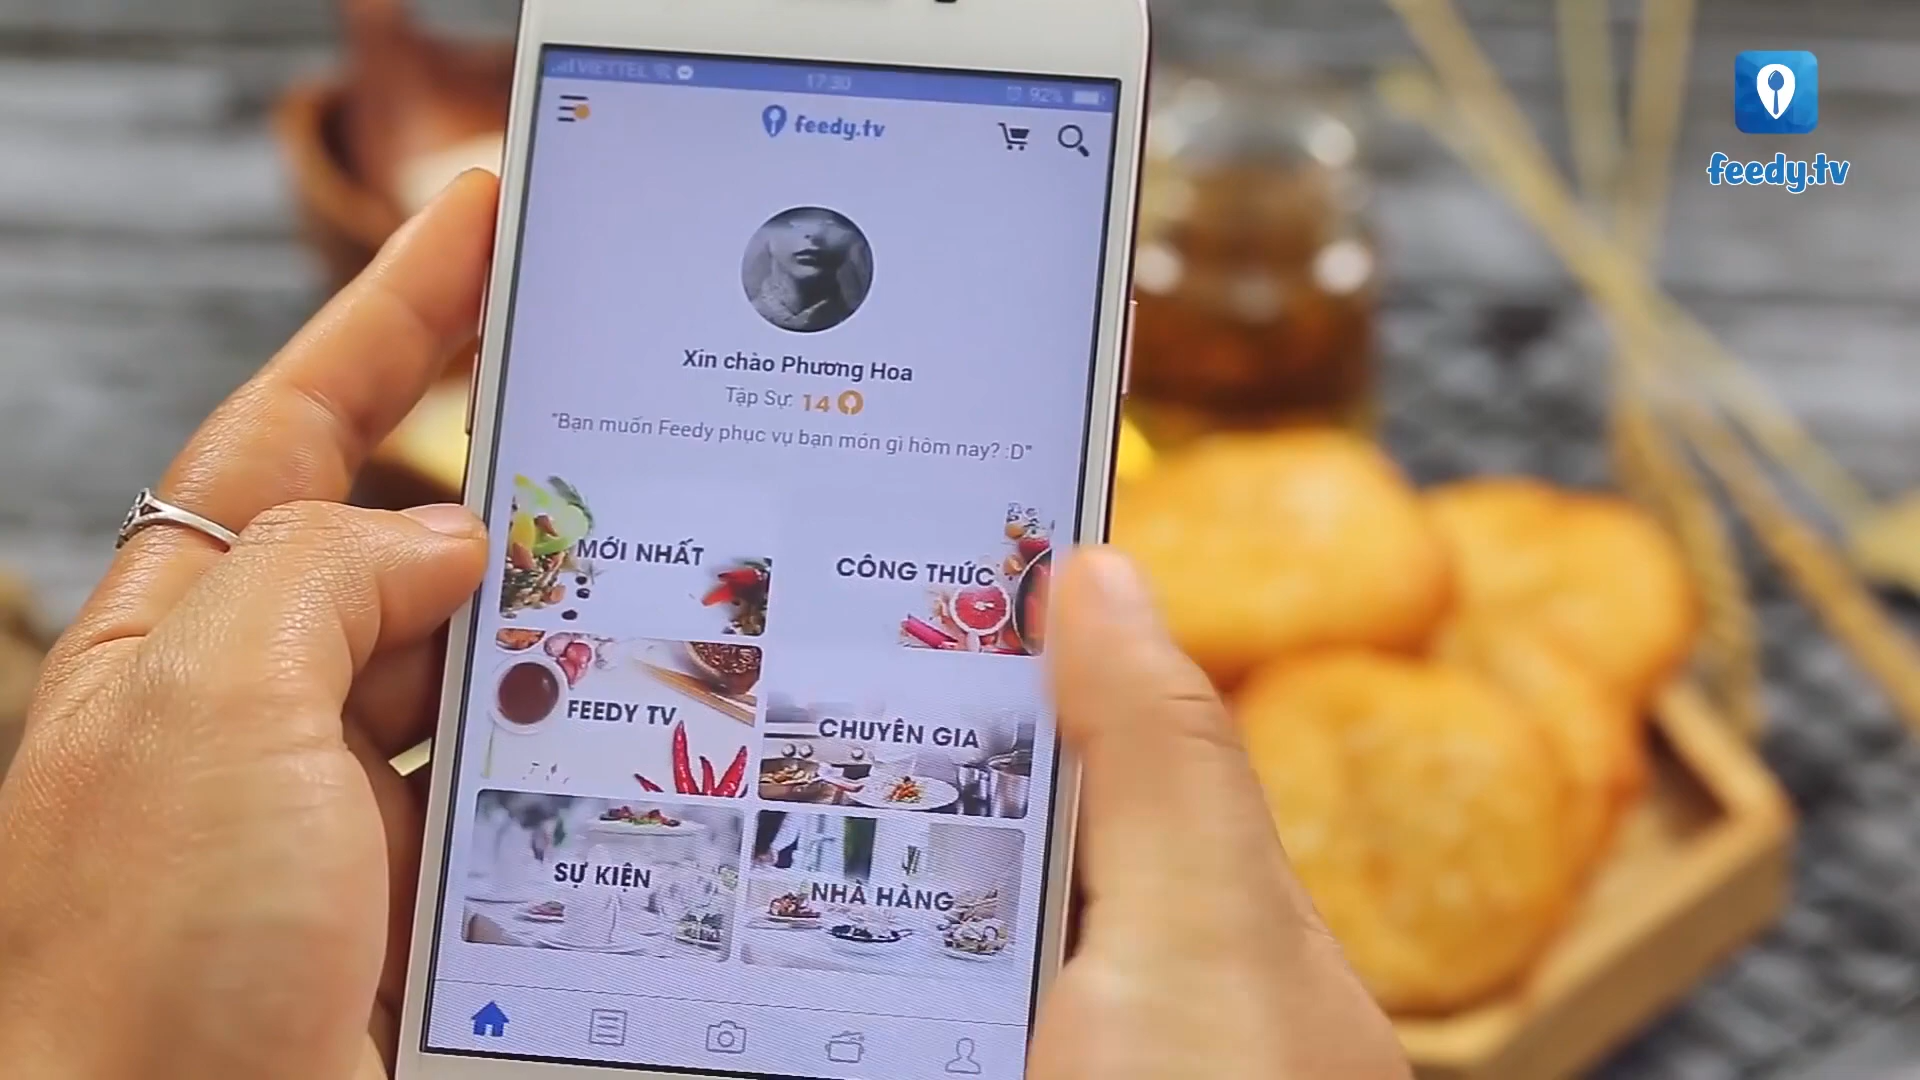 VIETTEL 17:30 92%
feedy.tv
feedy.tv
Xin chào Phương Hoa
Tập Sự: 14
"Bạn muốn Feedy phục vụ bạn món gì hôm nay? :D"
MỚI NHẤT
CÔNG THỨC
FEEDY TV
CHUYÊN GIA
SỰ KIỆN
NHÀ HÀNG